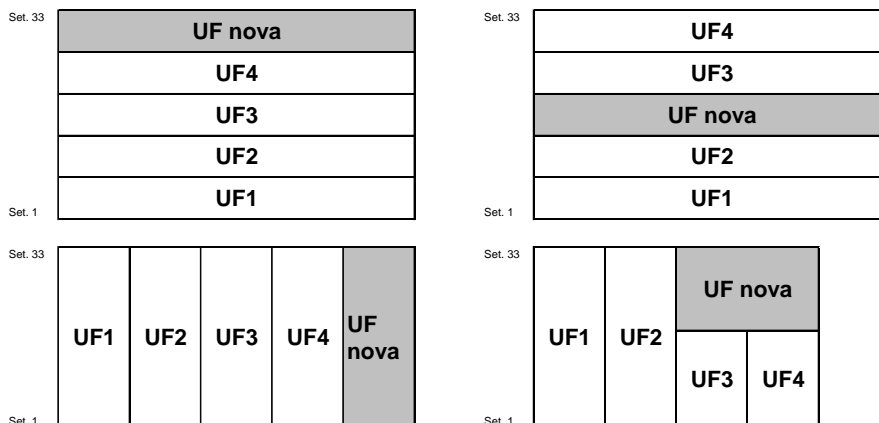 Set. 33
UF nova
UF4
UF3
UF2
UF1
Set. 1
Set. 33
UF4
UF3
UF nova
UF2
UF1
Set. 1
Set. 33
UF1 UF2 UF3 UF4 UF
nova
Set. 1
Set. 33
UF nova
UF1 UF2
UF3 UF4
Set. 1